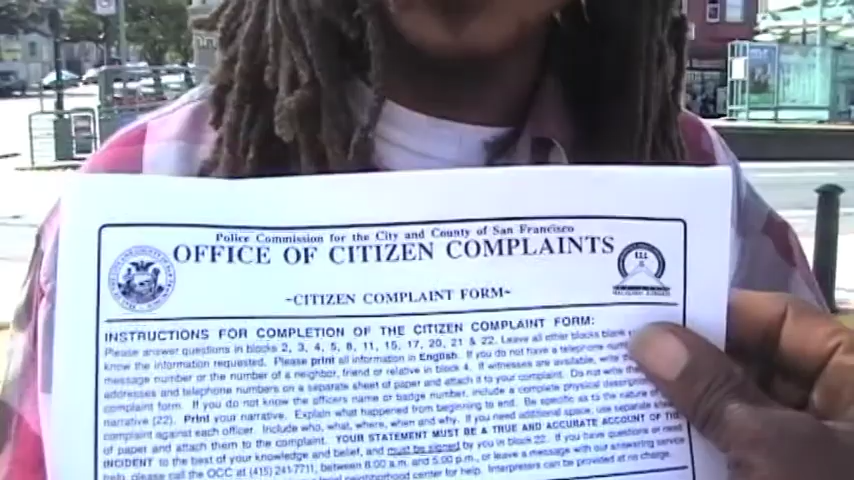 Police Commission for the City and County of San Francisco
OFFICE OF CITIZEN COMPLAINTS
~CITIZEN COMPLAINT FORM~
INSTRUCTIONS FOR COMPLETION OF THE CITIZEN COMPLAINT FORM:
Please answer questions in blocks 2, 3, 4, 5, 8, 11, 15, 17, 20, 21 & 22. Leave all other blocks blank
know the information requested. Please print all information in English. If you do not have a telephone
message number or the number of a neighbor, friend or relative in block 4. If witnesses are available, write
addresses and telephone numbers on a separate sheet of paper and attach it to your complaint. Do not write
complaint form. If you do not know the officers name or badge number, include a complete physical
narrative (22). Print your narrative. Explain what happened from beginning to end. Be specific as to the nature of
complaint against each officer. Include who, what, where, when and why. If you need additional space, use separate
of paper and attach them to the complaint. YOUR STATEMENT MUST BE A TRUE AND ACCURATE ACCOUNT OF THE
INCIDENT to the best of your knowledge and belief, and must be signed by you in block 22. If you have questions or need
help, please call the OCC at (415) 241-7711, between 8:00 a.m. and 5:00 p.m., or leave a message with our answering service
neighborhood center for help. Interpreters can be provided at no charge.